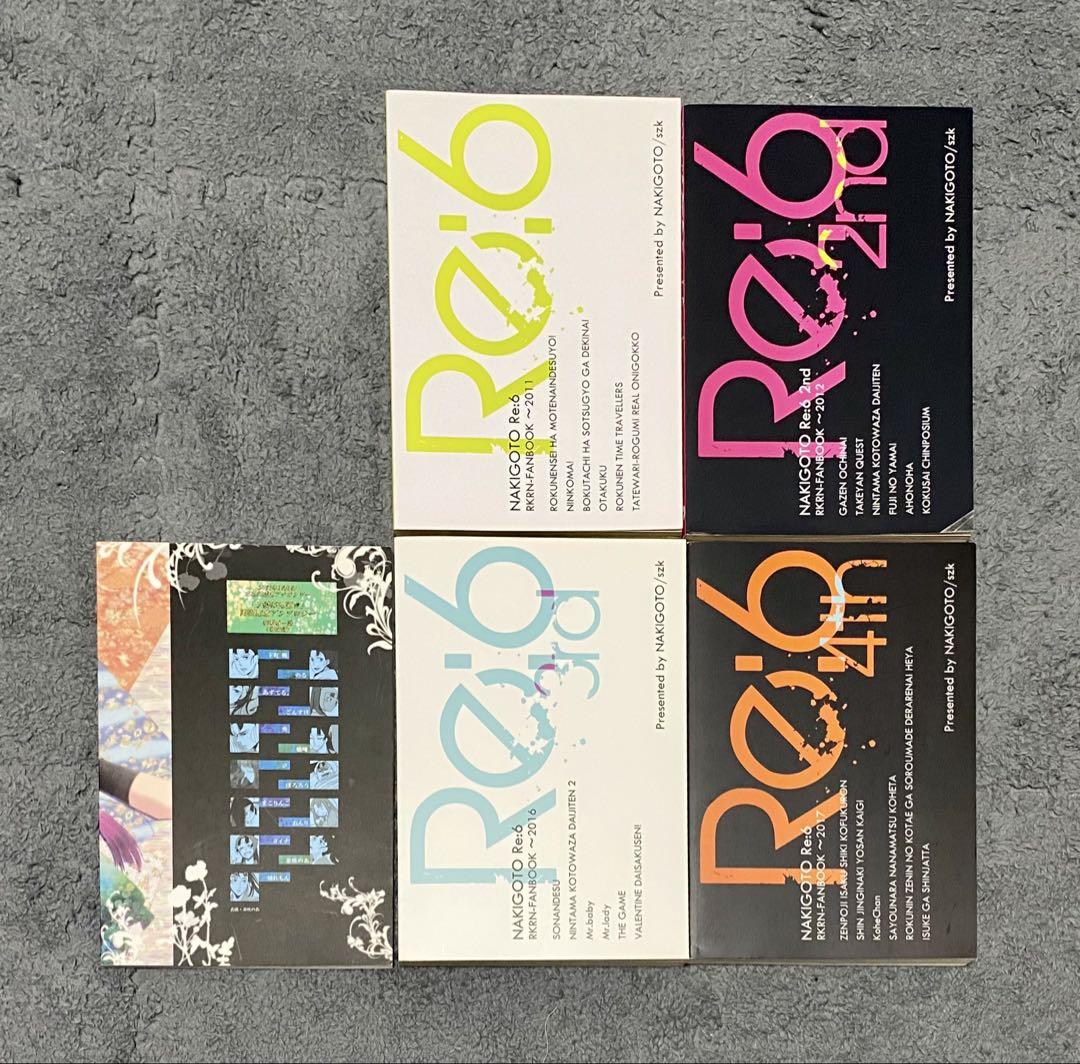 Re:6
NAKIGOTO Re:6
RKRN-FANBOOK ～2011
ROKUNENSEI HA MOTENAINDESUYO!
NINKOMA!
BOKUTACHI HA SOTSUGYO GA DEKINAI
OTAKUKU
ROKUNEN TIME TRAVELLERS
TATEWARI-ROGUMI REAL ONIGOKKO
Presented by NAKIGOTO/szk
Re:6
2nd
NAKIGOTO Re:6 2nd
RKRN-FANBOOK ～2012
GAZEN OCHINAI
TAKEYAN QUEST
NINTAMA KOTOWAZA DAIJITEN
FUJI NO YAMAI
AHONOHA
KOKUSAI CHINPOSIUM
Presented by NAKIGOTO/szk
Re:6
3rd
NAKIGOTO Re:6
RKRN-FANBOOK ～2016
SONANDESU
NINTAMA KOTOWAZA DAIJITEN 2
Mr.baby
Mr.lady
THE GAME
VALENTINE DAISAKUSEN!
Presented by NAKIGOTO/szk
Re:6
4th
NAKIGOTO Re:6
RKRN-FANBOOK ～2017
ZENPOJI ISAKU SHIKI KOFUKURON
SHIN JINGINAKI YOSAN KAIGI
KoheChan
SAYOUNARA NANAMATSU KOHETA
ROKUNIN ZENIN NO KOTAE GA SOROUMADE DERARENAI HEYA
ISUKE GA SHINJATTA
Presented by NAKIGOTO/szk